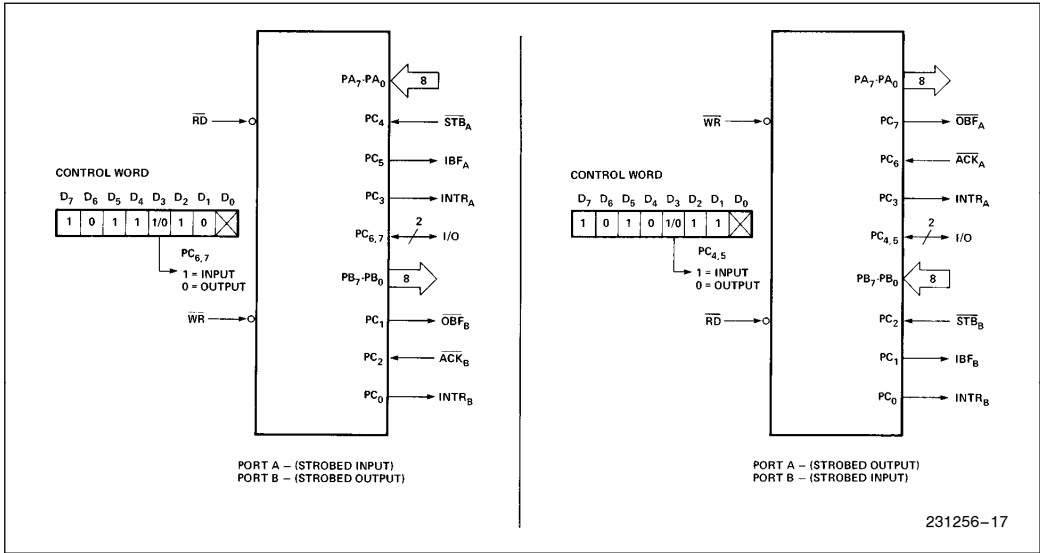 PA7-PA0
8
RD
PC4
STBA
PC5
IBFA
CONTROL WORD
D7 D6 D5 D4 D3 D2 D1 D0
1 0 1 1 1/0 1 0
PC3
INTRA
PC6,7
2
I/O
PC6,7
1 = INPUT
0 = OUTPUT
PB7-PB0
8
WR
PC1
OBFB
PC2
ACKB
PC0
INTRB
PORT A – (STROBED INPUT)
PORT B – (STROBED OUTPUT)
PA7-PA0
8
WR
PC7
OBFA
PC6
ACKA
CONTROL WORD
D7 D6 D5 D4 D3 D2 D1 D0
1 0 1 0 1/0 1 1
PC3
INTRA
PC4,5
2
I/O
PC4,5
1 = INPUT
0 = OUTPUT
PB7-PB0
8
RD
PC2
STBB
PC1
IBFB
PC0
INTRB
PORT A – (STROBED OUTPUT)
PORT B – (STROBED INPUT)
231256–17